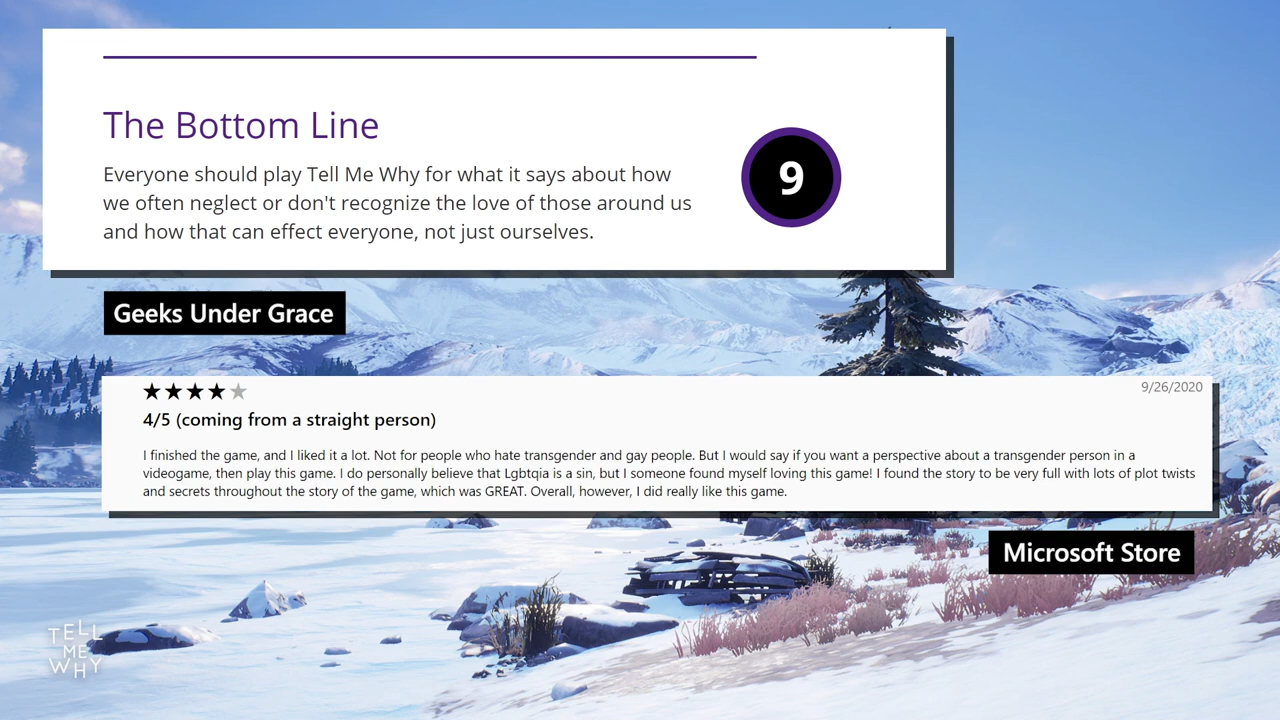 The Bottom Line
Everyone should play Tell Me Why for what it says about how
we often neglect or don't recognize the love of those around us
and how that can effect everyone, not just ourselves.
9
Geeks Under Grace
9/26/2020
4/5 (coming from a straight person)
I finished the game, and I liked it a lot. Not for people who hate transgender and gay people. But I would say if you want a perspective about a transgender person in a
videogame, then play this game. I do personally believe that Lgbtqia is a sin, but I someone found myself loving this game! I found the story to be very full with lots of plot twists
and secrets throughout the story of the game, which was GREAT. Overall, however, I did really like this game.
Microsoft Store
TELL
ME
WHY